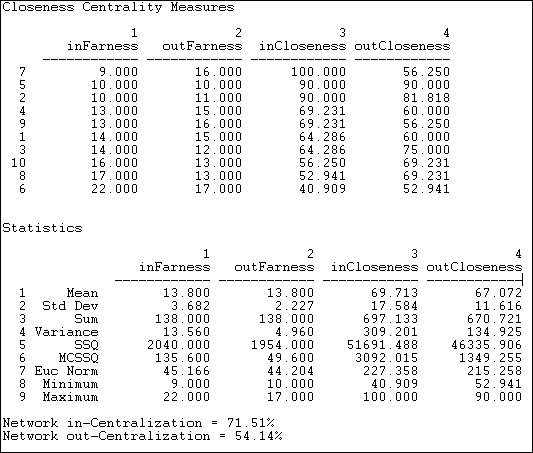 Closeness Centrality Measures
1 2 3 4
inFarness outFarness inCloseness outCloseness
------------ ------------ ------------ ------------
7 9.000 16.000 100.000 56.250
5 10.000 10.000 90.000 90.000
2 10.000 11.000 90.000 81.818
4 13.000 15.000 69.231 60.000
9 13.000 16.000 69.231 56.250
1 14.000 15.000 64.286 60.000
3 14.000 12.000 64.286 75.000
10 16.000 13.000 56.250 69.231
8 17.000 13.000 52.941 69.231
6 22.000 17.000 40.909 52.941
Statistics
1 2 3 4
inFarness outFarness inCloseness outCloseness
------------ ------------ ------------ ------------
1 Mean 13.800 13.800 69.713 67.072
2 Std Dev 3.682 2.227 17.584 11.616
3 Sum 138.000 138.000 697.133 670.721
4 Variance 13.560 4.960 309.201 134.925
5 SSQ 2040.000 1954.000 51691.488 46335.906
6 MCSSQ 135.600 49.600 3092.015 1349.255
7 Euc Norm 45.166 44.204 227.358 215.258
8 Minimum 9.000 10.000 40.909 52.941
9 Maximum 22.000 17.000 100.000 90.000
Network in-Centralization = 71.51%
Network out-Centralization = 54.14%